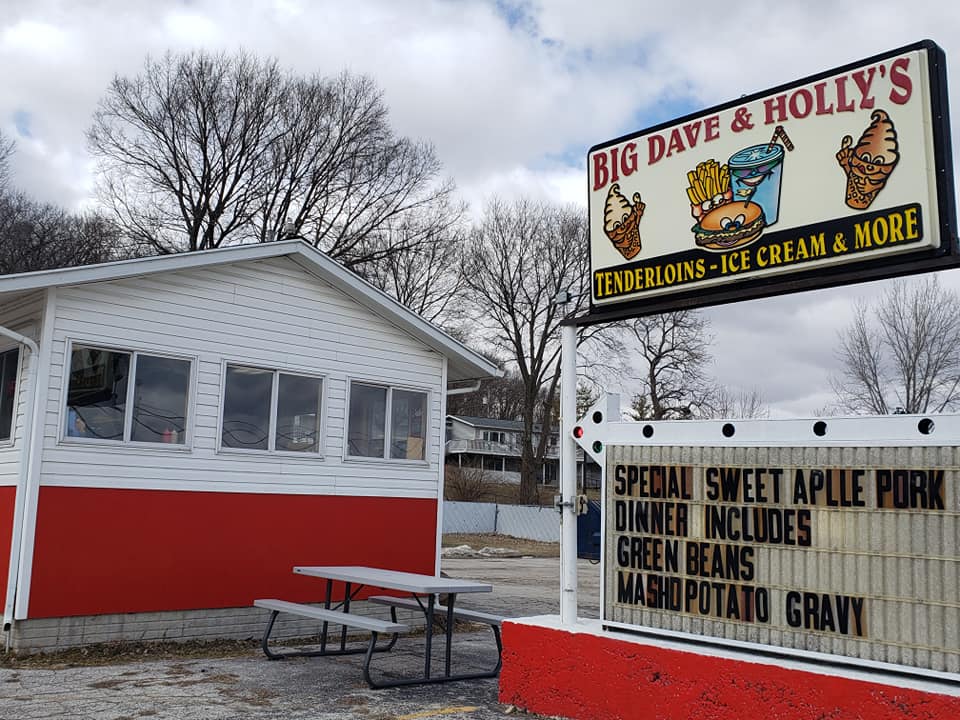 BIG DAVE & HOLLY'S
TENDERLOINS - ICE CREAM & MORE
SPECIAL SWEET APLLE PORK
DINNER INCLUDES
GREEN BEANS
MASHD POTATO GRAVY